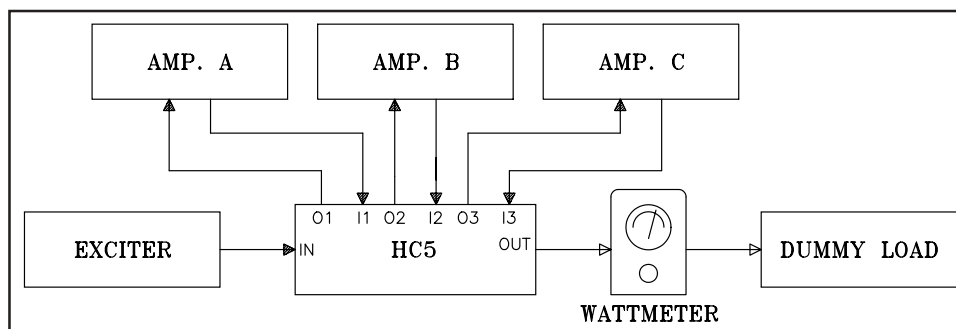 AMP. A
AMP. B
AMP. C
O1 I1 O2 I2 O3 I3
EXCITER
IN
HC5
OUT
DUMMY LOAD
WATTMETER